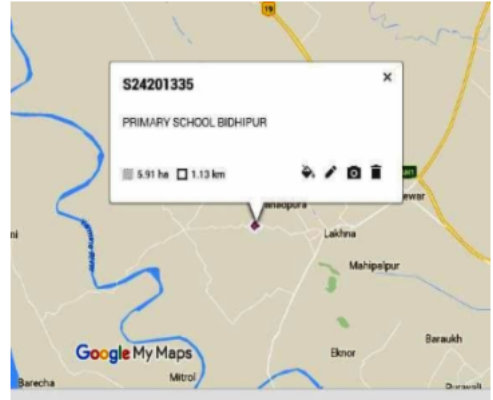 19
S24201335
PRIMARY SCHOOL BIDHIPUR
5.91 ha 1.13 km
ewar
Lakhna
Mahipalpur
Google My Maps
Eknor
Baraukh
Mitrol
Barecha